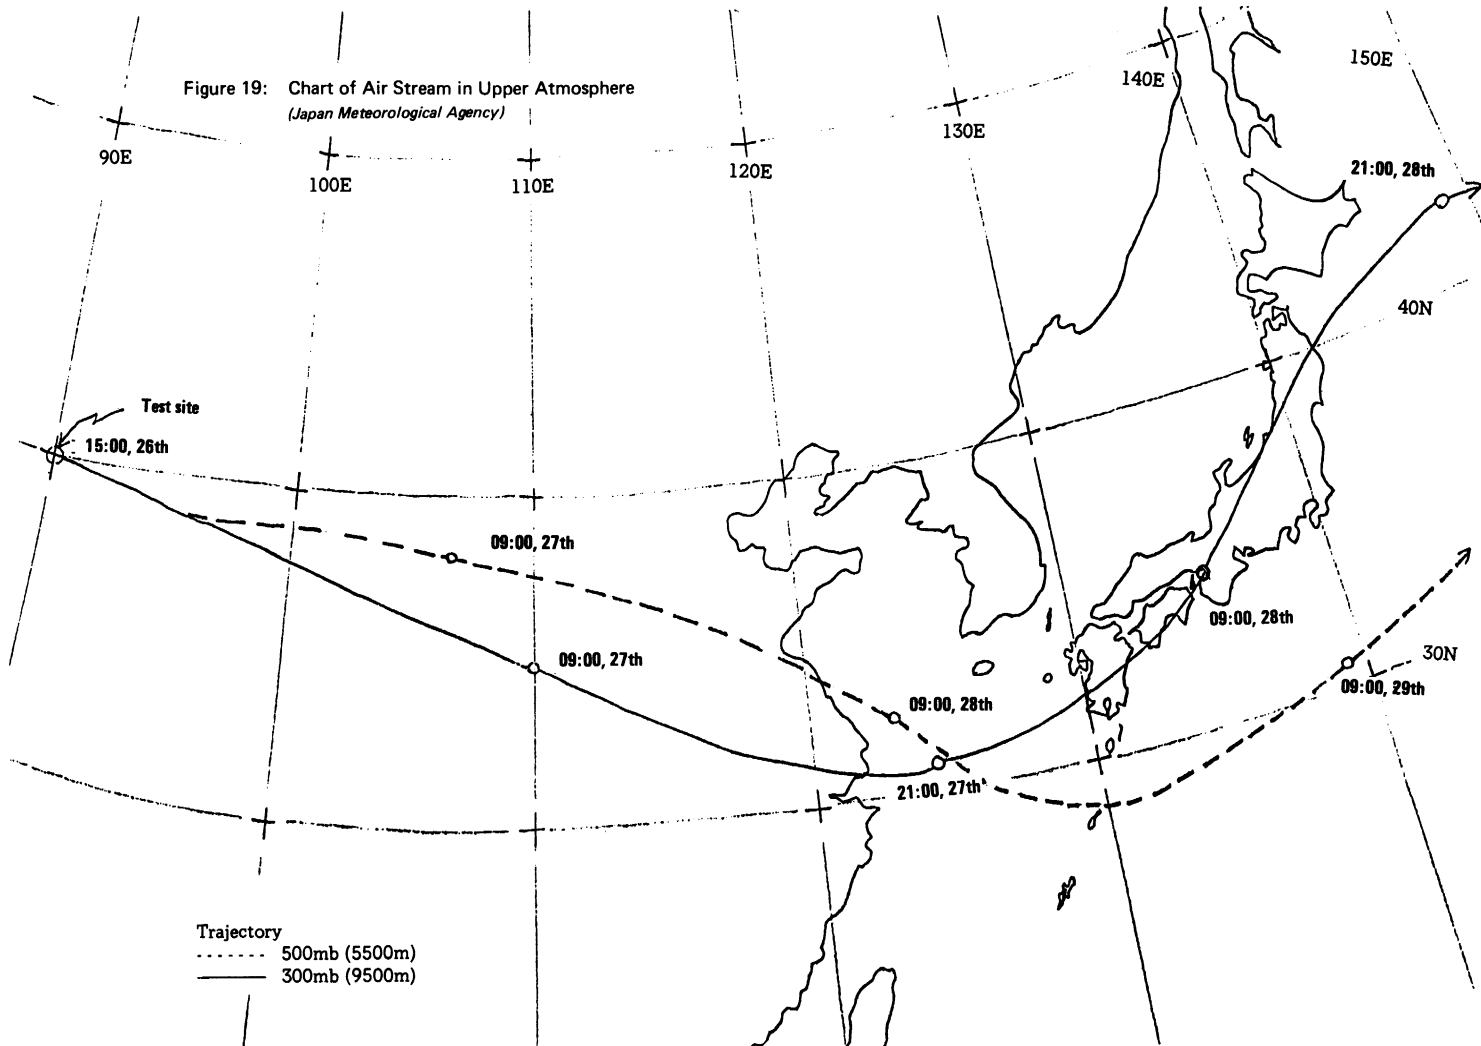 Figure 19: Chart of Air Stream in Upper Atmosphere
(Japan Meteorological Agency)
150E
140E
130E
120E
110E
100E
90E
21:00, 28th
40N
Test site
15:00, 26th
09:00, 27th
09:00, 28th
09:00, 27th
30N
09:00, 29th
09:00, 28th
21:00, 27th
Trajectory
500mb (5500m)
300mb (9500m)